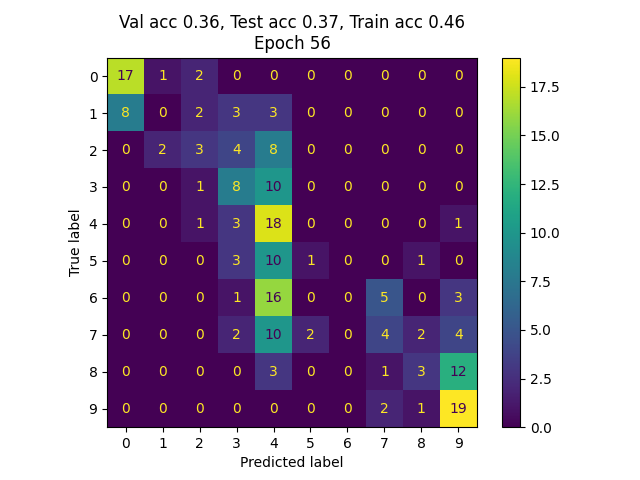 Val acc 0.36, Test acc 0.37, Train acc 0.46
Epoch 56
True label
0 17 1 2 0 0 0 0 0 0 0
1 8 0 2 3 3 0 0 0 0 0
2 0 2 3 4 8 0 0 0 0 0
3 0 0 1 8 10 0 0 0 0 0
4 0 0 1 3 18 0 0 0 0 1
5 0 0 0 3 10 1 0 0 1 0
6 0 0 0 1 16 0 0 5 0 3
7 0 0 0 2 10 2 0 4 2 4
8 0 0 0 0 3 0 0 1 3 12
9 0 0 0 0 0 0 0 2 1 19
0 1 2 3 4 5 6 7 8 9
Predicted label
17.5
15.0
12.5
10.0
7.5
5.0
2.5
0.0